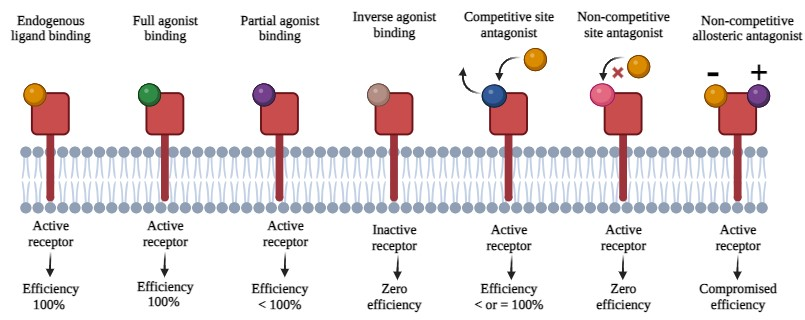 Endogenous
ligand binding
Full agonist
binding
Partial agonist
binding
Inverse agonist
binding
Competitive site
antagonist
Non-competitive
site antagonist
Non-competitive
allosteric antagonist
-
+
Active
receptor
Active
receptor
Active
receptor
Inactive
receptor
Active
receptor
Active
receptor
Active
receptor
Efficiency
100%
Efficiency
100%
Efficiency
< 100%
Zero
efficiency
Efficiency
< or = 100%
Zero
efficiency
Compromised
efficiency